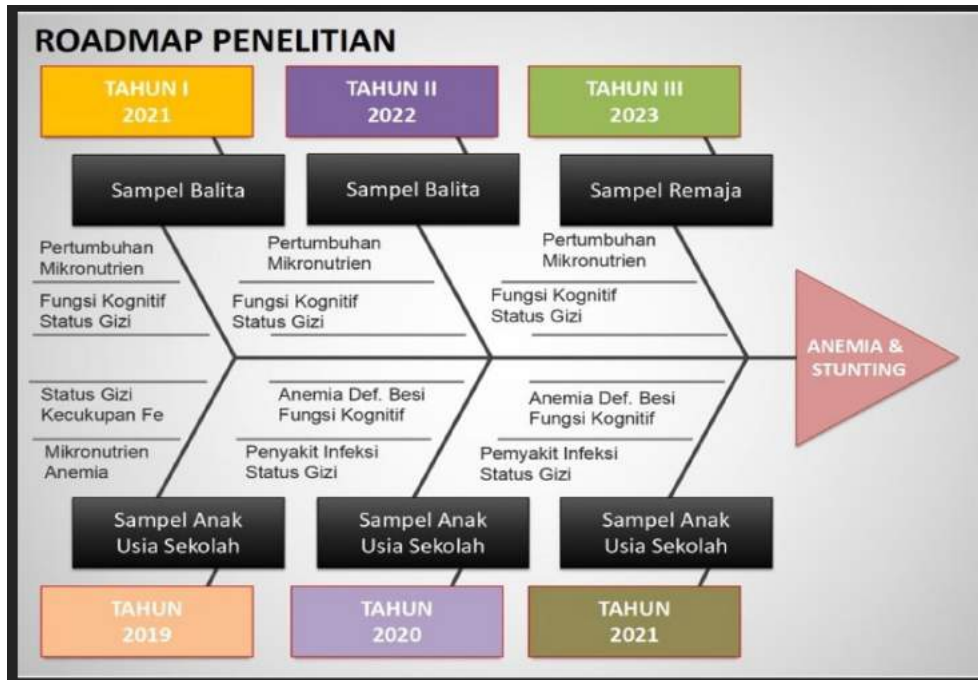 ROADMAP PENELITIAN
TAHUN I
2021
TAHUN II
2022
TAHUN III
2023
Sampel Balita
Sampel Balita
Sampel Remaja
Pertumbuhan
Mikronutrien
Fungsi Kognitif
Status Gizi
Pertumbuhan
Mikronutrien
Fungsi Kognitif
Status Gizi
Pertumbuhan
Mikronutrien
Fungsi Kognitif
Status Gizi
ANEMIA &
STUNTING
Status Gizi
Kecukupan Fe
Mikronutrien
Anemia
Anemia Def. Besi
Fungsi Kognitif
Penyakit Infeksi
Status Gizi
Anemia Def. Besi
Fungsi Kognitif
Pemyakit Infeksi
Status Gizi
Sampel Anak
Usia Sekolah
Sampel Anak
Usia Sekolah
Sampel Anak
Usia Sekolah
TAHUN
2019
TAHUN
2020
TAHUN
2021